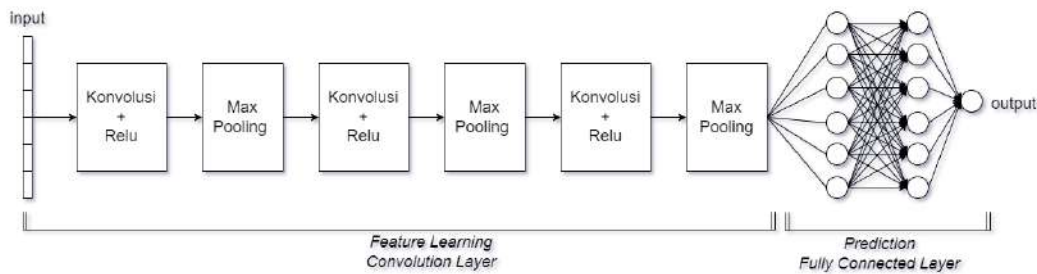 input
Konvolusi
+
Relu
Max
Pooling
Konvolusi
+
Relu
Max
Pooling
Konvolusi
+
Relu
Max
Pooling
output
Feature Learning
Convolution Layer
Prediction
Fully Connected Layer